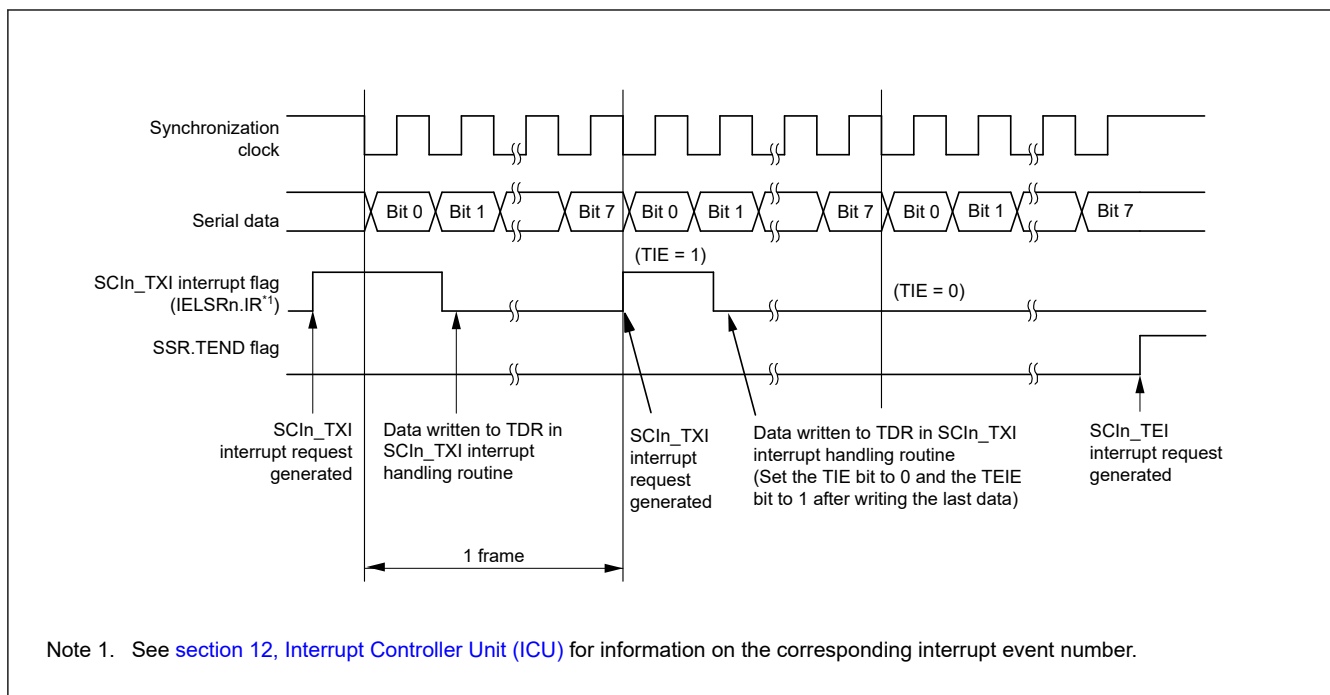 Synchronization
clock
Serial data
Bit 0 Bit 1 Bit 7 Bit 0 Bit 1 Bit 7 Bit 0 Bit 1 Bit 7
(TIE = 1)
SCIn_TXI interrupt flag
(IELSRn.IR*1)
(TIE = 0)
SSR.TEND flag
SCIn_TXI
interrupt request
generated
Data written to TDR in
SCIn_TXI interrupt
handling routine
SCIn_TXI
interrupt
request
generated
Data written to TDR in SCIn_TXI
interrupt handling routine
(Set the TIE bit to 0 and the TEIE
bit to 1 after writing the last data)
SCIn_TEI
interrupt request
generated
1 frame
Note 1. See section 12, Interrupt Controller Unit (ICU) for information on the corresponding interrupt event number.